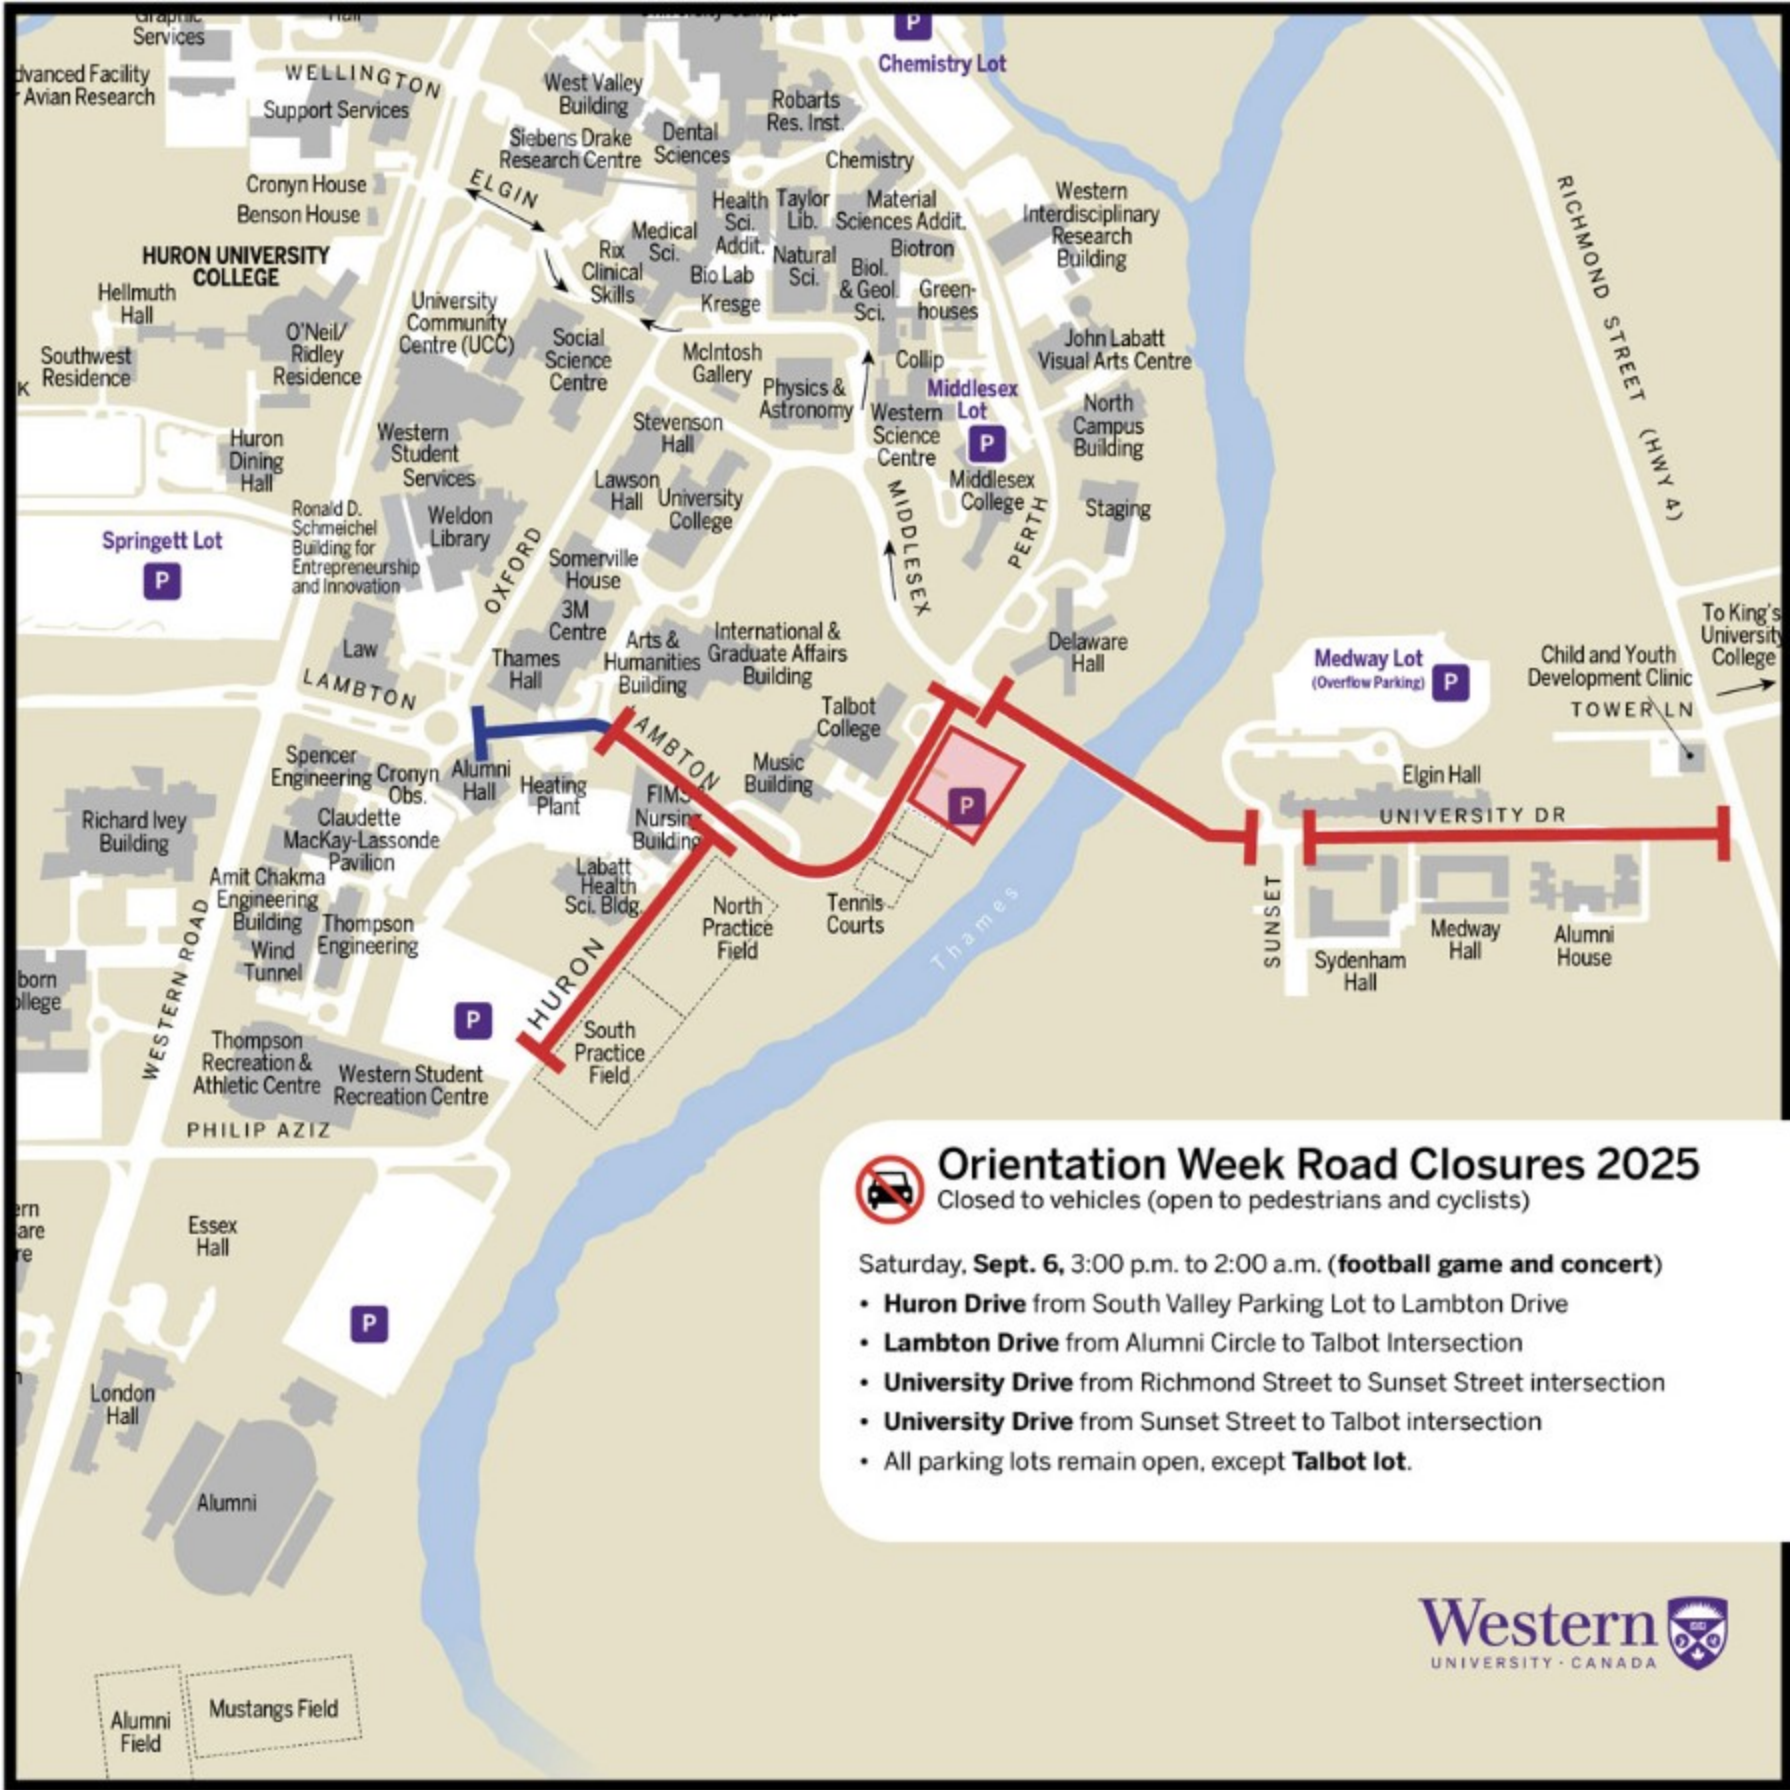 Graphic
Services
Hall
Chemistry Lot
WELLINGTON
Advanced Facility
r Avian Research
Support Services
West Valley
Building
Robarts
Res. Inst.
Siebens Drake
Research Centre
Dental
Sciences
Chemistry
ELGIN
Cronyn House
Benson House
Health
Sci.
Addit.
Taylor
Lib.
Material
Sciences Addit.
Western
Interdisciplinary
Research
Building
RICHMOND STREET (HWY 4)
HURON UNIVERSITY
COLLEGE
Medical
Sci.
Rix
Clinical
Skills
Bio Lab
Kresge
Natural
Sci.
Biotron
Biol.
& Geol.
Sci.
Green-
houses
Hellmuth
Hall
O'Neil/
Ridley
Residence
University
Community
Centre (UCC)
Social
Science
Centre
McIntosh
Gallery
Collip
John Labatt
Visual Arts Centre
Southwest
Residence
K
Physics &
Astronomy
Middlesex
Lot
P
Western
Science
Centre
North
Campus
Building
Stevenson
Hall
Huron
Dining
Hall
Western
Student
Services
Lawson
Hall
University
College
Middlesex
College
MIDDLESEX
PERTH
Staging
Springett Lot
P
Ronald D.
Schmeichel
Building for
Entrepreneurship
and Innovation
Weldon
Library
OXFORD
Somerville
House
3M
Centre
Law
LAMBTON
Thames
Hall
Arts &
Humanities
Building
International &
Graduate Affairs
Building
Delaware
Hall
Medway Lot
(Overflow Parking)
P
Child and Youth
Development Clinic
To King's
University
College
TOWER LN
Talbot
College
LAMBTON
Music
Building
P
Spencer
Engineering
Cronyn
Obs.
Alumni
Hall
Heating
Plant
FIMS
Nursing
Building
Elgin Hall
UNIVERSITY DR
Richard Ivey
Building
Claudette
MacKay-Lassonde
Pavilion
Labatt
Health
Sci. Bldg.
Amit Chakma
Engineering
Building
Thompson
Engineering
Wind
Tunnel
North
Practice
Field
Tennis
Courts
Thames
SUNSET
Sydenham
Hall
Medway
Hall
Alumni
House
WESTERN ROAD
HURON
P
South
Practice
Field
born
ollege
Thompson
Recreation &
Athletic Centre
Western Student
Recreation Centre
PHILIP AZIZ
ern
are
re
Essex
Hall
P
London
Hall
Alumni
Alumni
Field
Mustangs Field
Orientation Week Road Closures 2025
Closed to vehicles (open to pedestrians and cyclists)
Saturday, Sept. 6, 3:00 p.m. to 2:00 a.m. (football game and concert)
• Huron Drive from South Valley Parking Lot to Lambton Drive
• Lambton Drive from Alumni Circle to Talbot Intersection
• University Drive from Richmond Street to Sunset Street intersection
• University Drive from Sunset Street to Talbot intersection
• All parking lots remain open, except Talbot lot.
Western
UNIVERSITY · CANADA